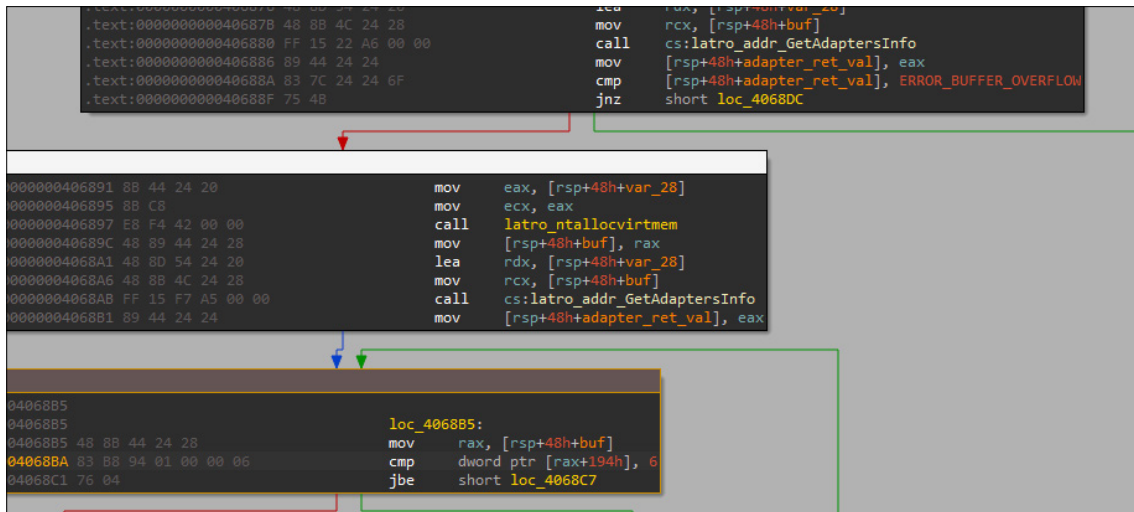 mov rcx, [rsp+48h+buf]
.text:000000000040687B 48 8B 4C 24 28
.text:0000000000406880 FF 15 22 A6 00 00 call cs:latro_addr_GetAdaptersInfo
.text:0000000000406886 89 44 24 24 mov [rsp+48h+adapter_ret_val], eax
.text:000000000040688A 83 7C 24 24 6F cmp [rsp+48h+adapter_ret_val], ERROR_BUFFER_OVERFLOW
.text:000000000040688F 75 4B jnz short loc_4068DC
0000000000406891 8B 44 24 20 mov eax, [rsp+48h+var_28]
0000000000406895 8B C8 mov ecx, eax
0000000000406897 E8 F4 42 00 00 call latro_ntallocvirtmem
000000000040689C 48 89 44 24 28 mov [rsp+48h+buf], rax
00000000004068A1 48 8D 54 24 20 lea rdx, [rsp+48h+var_28]
00000000004068A6 48 8B 4C 24 28 mov rcx, [rsp+48h+buf]
00000000004068AB FF 15 F7 A5 00 00 call cs:latro_addr_GetAdaptersInfo
00000000004068B1 89 44 24 24 mov [rsp+48h+adapter_ret_val], eax
04068B5
04068B5 loc_4068B5:
04068B5 48 8B 44 24 28 mov rax, [rsp+48h+buf]
04068BA 83 B8 94 01 00 00 06 cmp dword ptr [rax+194h], 6
04068C1 76 04 jbe short loc_4068C7